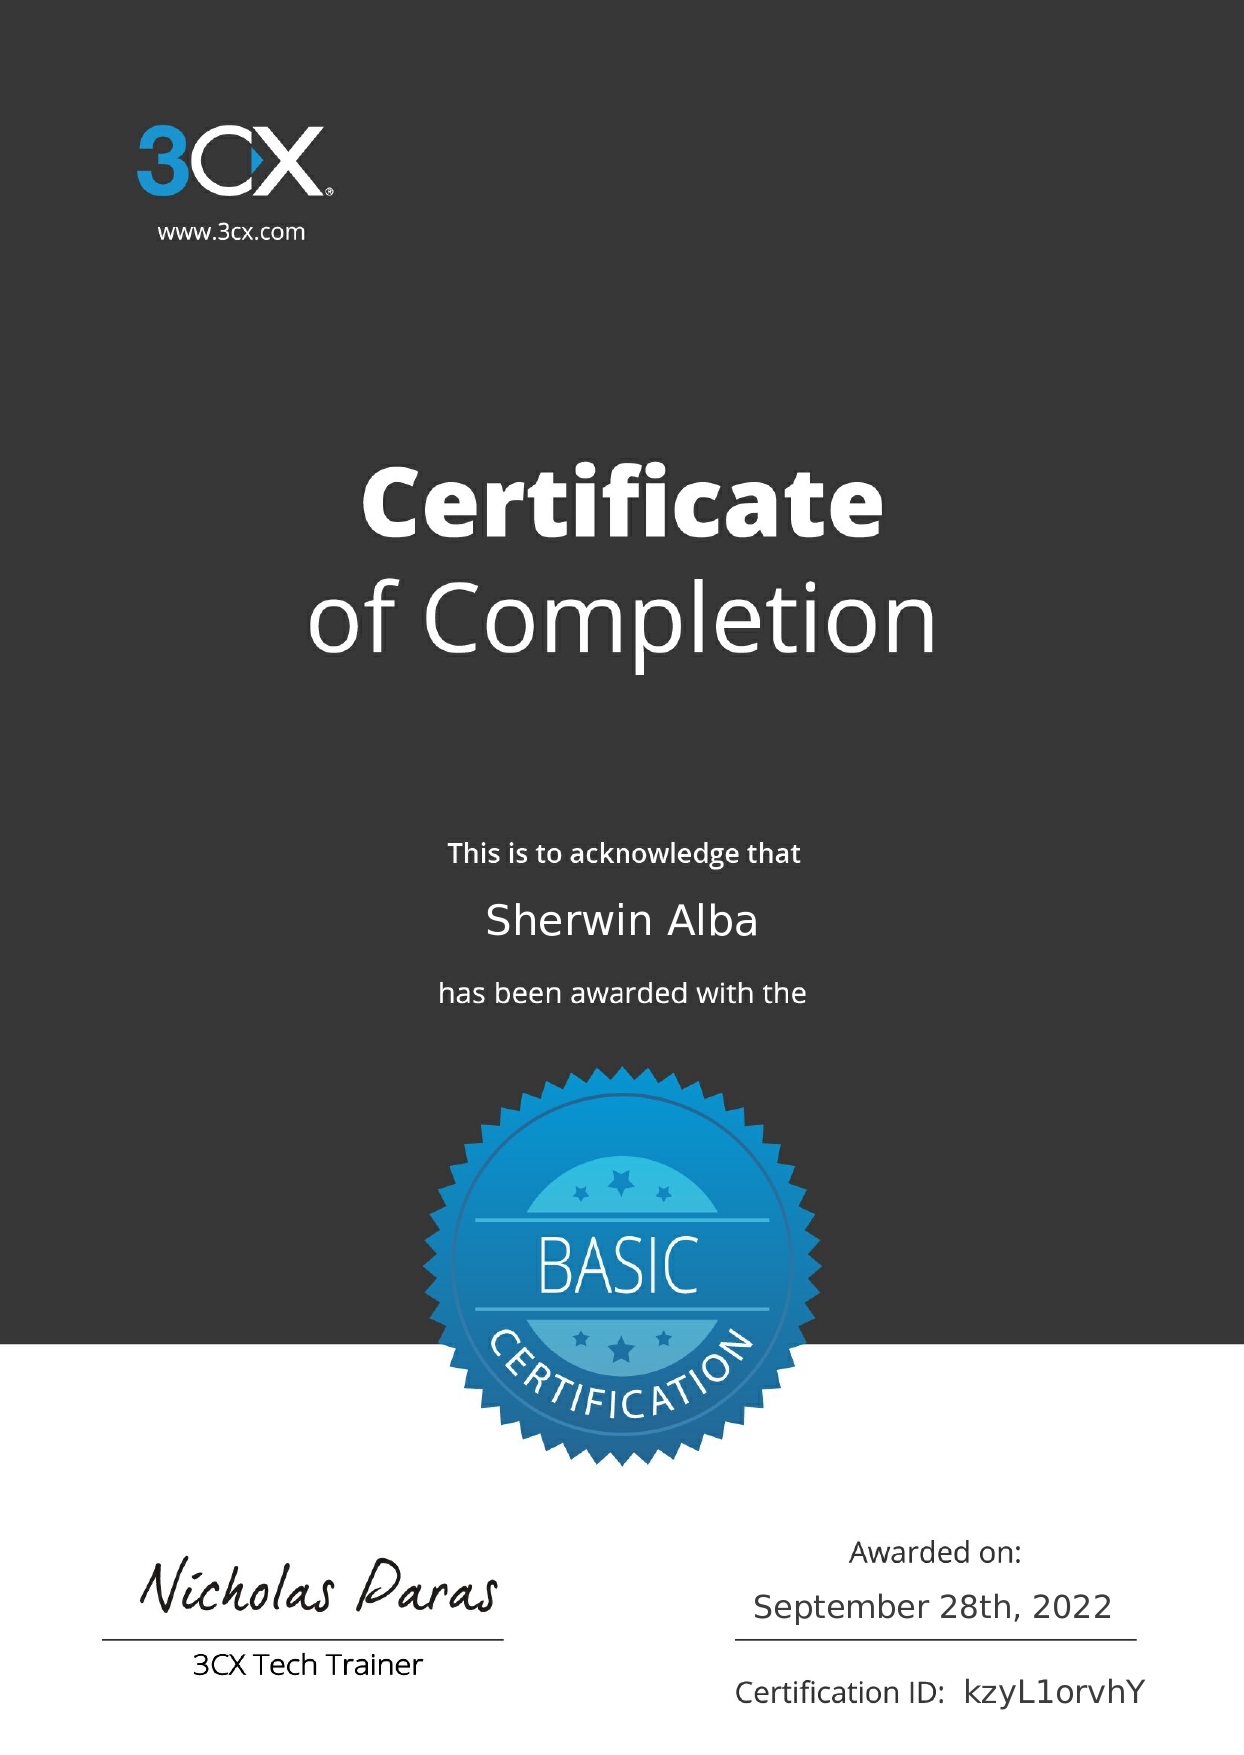 3CX®
www.3cx.com
Certificate
of Completion
This is to acknowledge that
Sherwin Alba
has been awarded with the
BASIC
CERTIFICATION
Nicholas Paras
3CX Tech Trainer
Awarded on:
September 28th, 2022
Certification ID: kzyL1orvhY